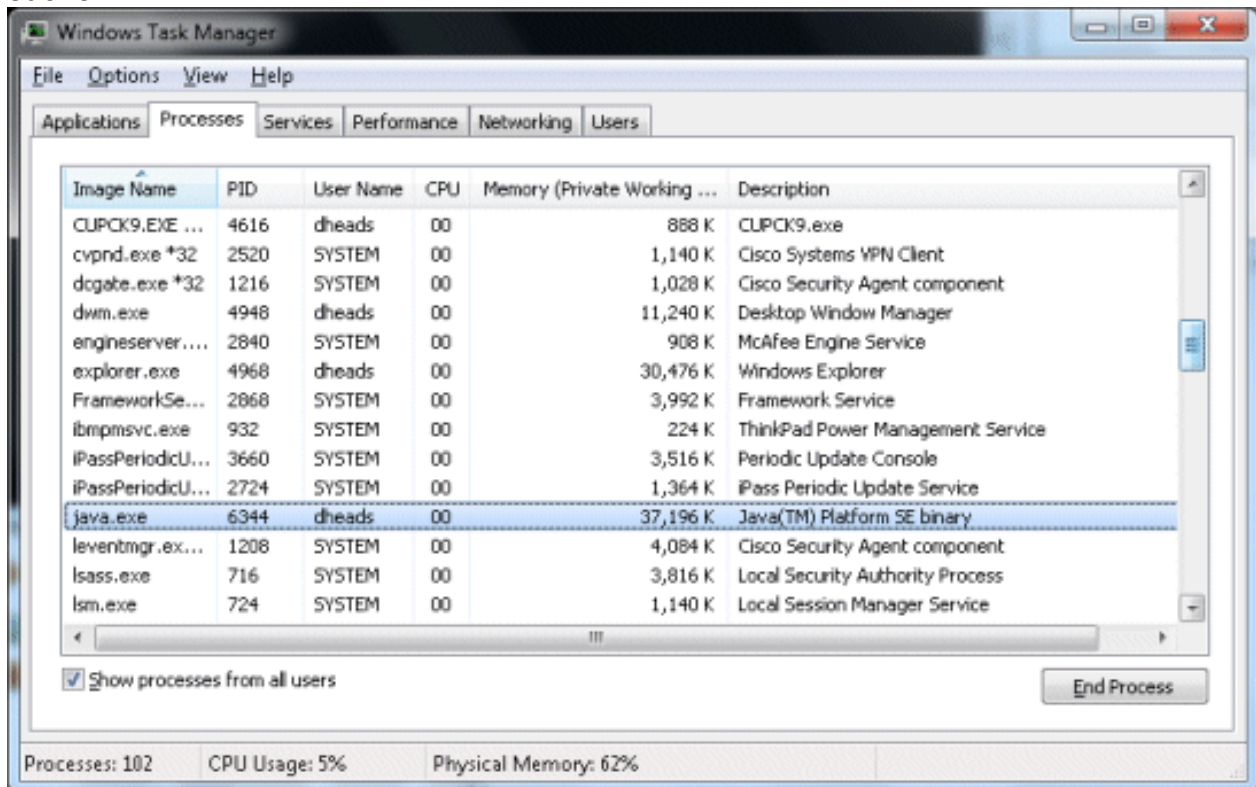 Windows Task Manager
File Options View Help
Applications Processes Services Performance Networking Users
Image Name PID User Name CPU Memory (Private Working ... Description
CUPCK9.EXE ... 4616 dheads 00 888 K CUPCK9.exe
cvpnd.exe *32 2520 SYSTEM 00 1,140 K Cisco Systems VPN Client
dcgate.exe *32 1216 SYSTEM 00 1,028 K Cisco Security Agent component
dwm.exe 4948 dheads 00 11,240 K Desktop Window Manager
engineserver.... 2840 SYSTEM 00 908 K McAfee Engine Service
explorer.exe 4968 dheads 00 30,476 K Windows Explorer
FrameworkSe... 2868 SYSTEM 00 3,992 K Framework Service
ibmpmsvc.exe 932 SYSTEM 00 224 K ThinkPad Power Management Service
iPassPeriodicU... 3660 SYSTEM 00 3,516 K Periodic Update Console
iPassPeriodicU... 2724 SYSTEM 00 1,364 K iPass Periodic Update Service
java.exe 6344 dheads 00 37,196 K Java(TM) Platform SE binary
leventmgr.ex... 1208 SYSTEM 00 4,084 K Cisco Security Agent component
lsass.exe 716 SYSTEM 00 3,816 K Local Security Authority Process
lsm.exe 724 SYSTEM 00 1,140 K Local Session Manager Service
Show processes from all users
End Process
Processes: 102 CPU Usage: 5% Physical Memory: 62%